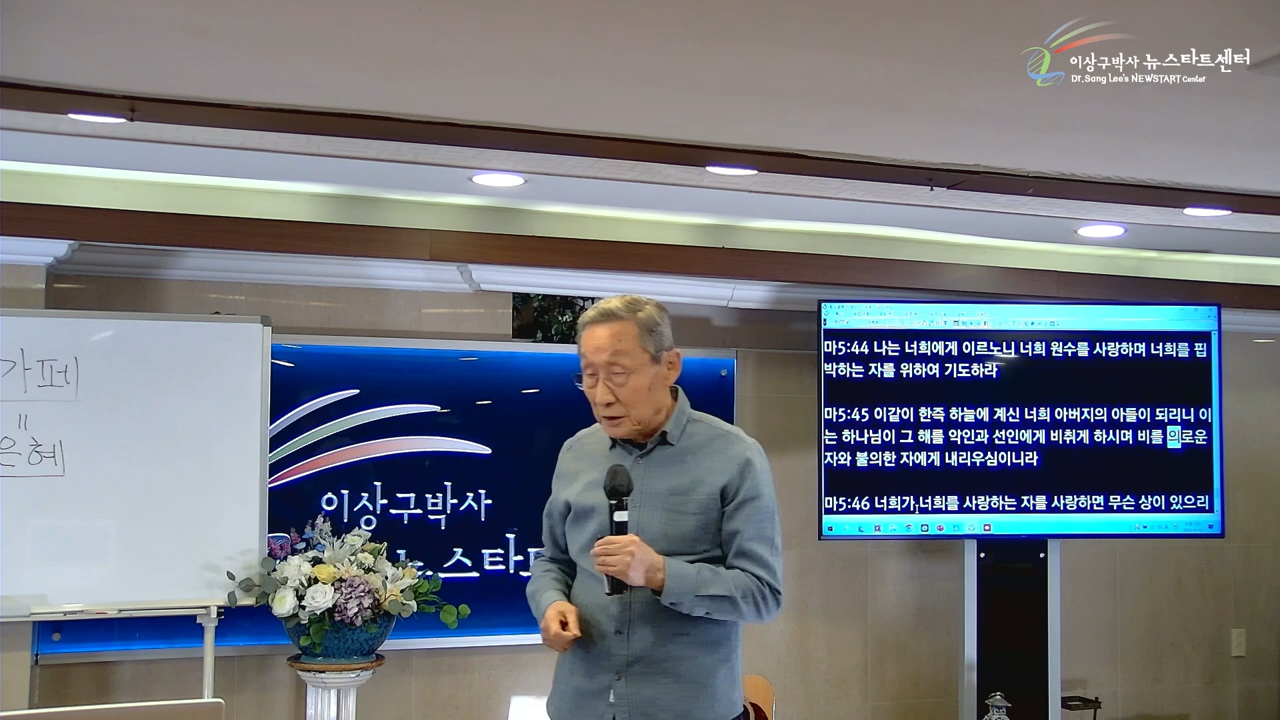 이상구박사 뉴스타트센터
Dr. Sang Lee's NEWSTART Center
가페
=
은혜
이상구박사
뉴스타트
마5:44 나는 너희에게 이르노니 너희 원수를 사랑하며 너희를 핍
박하는 자를 위하여 기도하라
마5:45 이같이 한즉 하늘에 계신 너희 아버지의 아들이 되리니 이
는 하나님이 그 해를 악인과 선인에게 비취게 하시며 비를 의로운
자와 불의한 자에게 내리우심이니라
마5:46 너희가 너희를 사랑하는 자를 사랑하면 무슨 상이 있으리